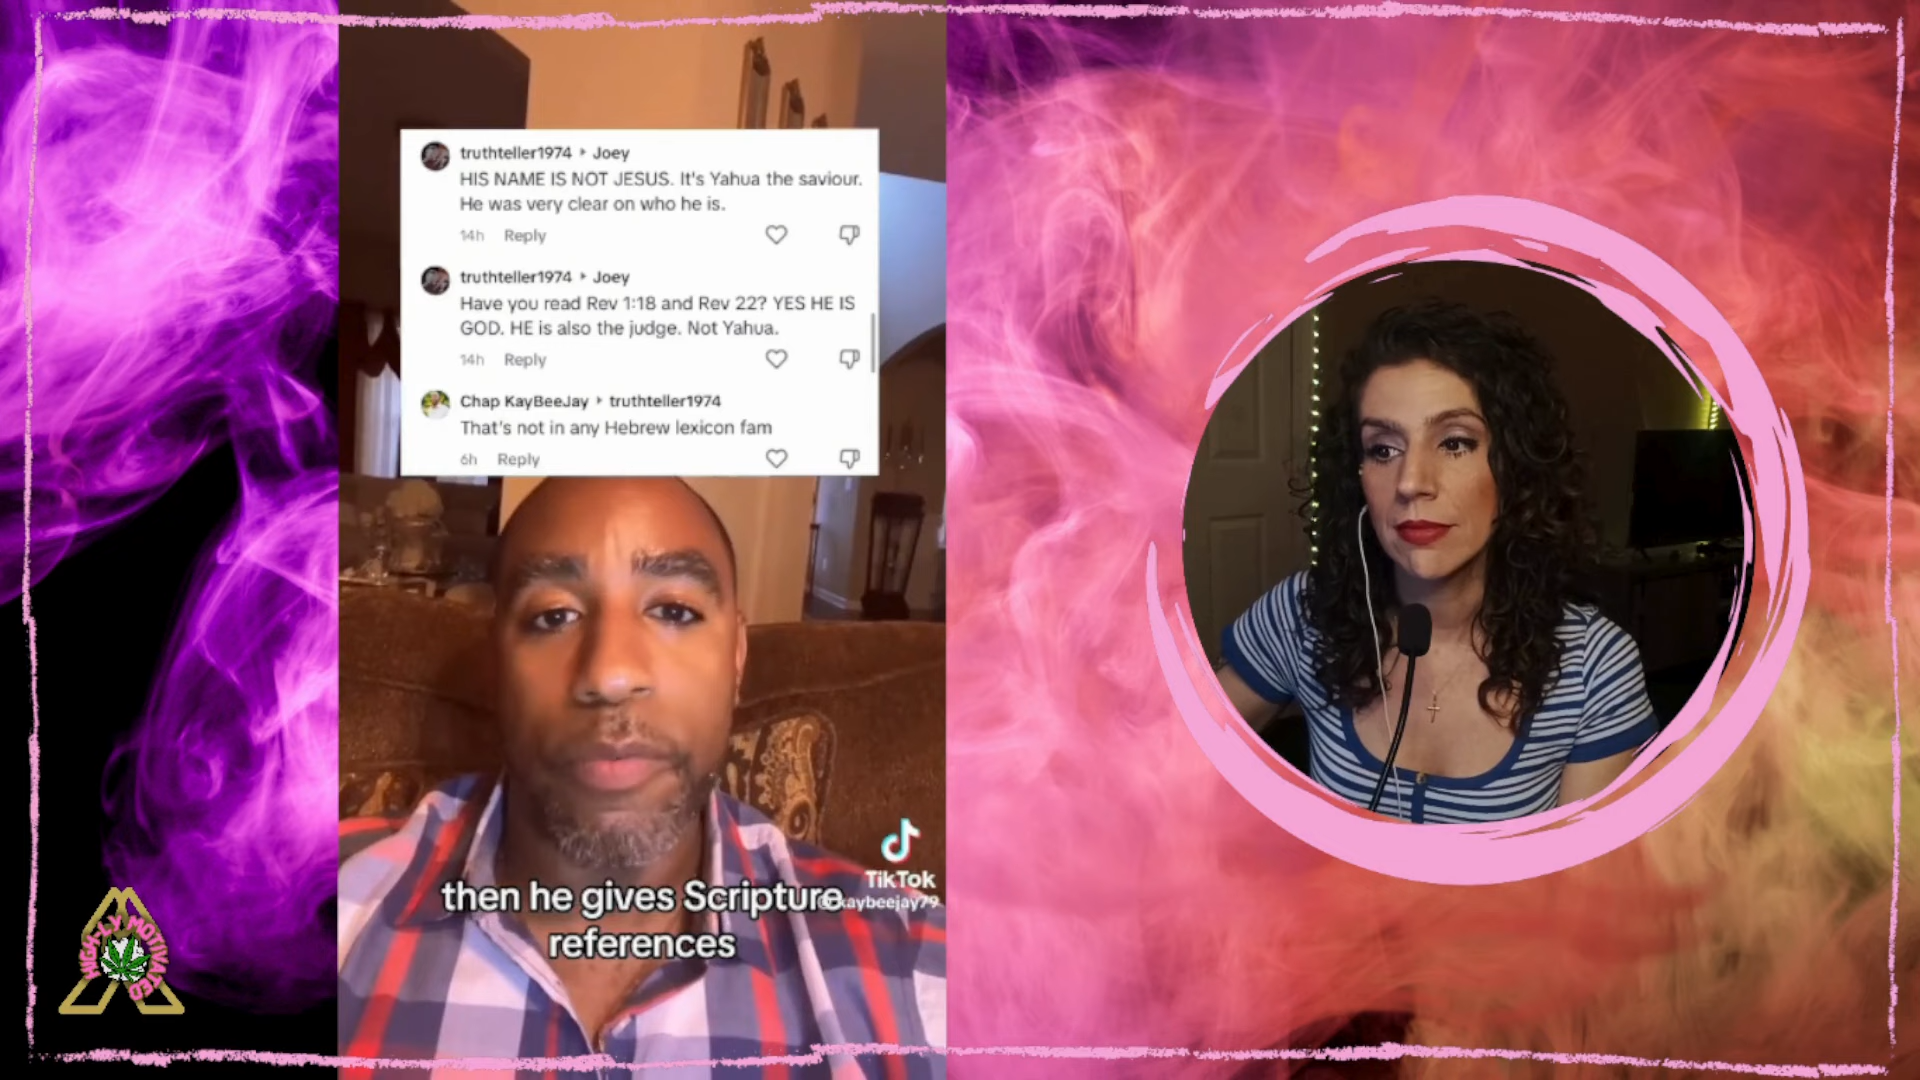 truthteller1974 ▸ Joey
HIS NAME IS NOT JESUS. It's Yahua the saviour.
He was very clear on who he is.
14h Reply
truthteller1974 ▸ Joey
Have you read Rev 1:18 and Rev 22? YES HE IS
GOD. HE is also the judge. Not Yahua.
14h Reply
Chap KayBeeJay ▸ truthteller1974
That's not in any Hebrew lexicon fam
6h Reply
TikTok
kaybeejay79
then he gives Scripture
references
HIGH-LY MOTIVATED